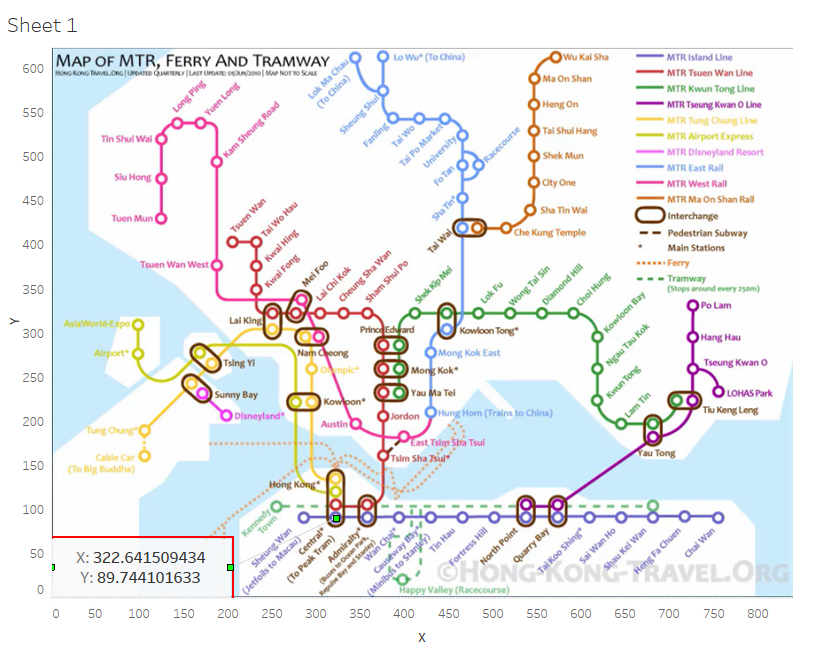 Sheet 1
MAP OF MTR, FERRY AND TRAMWAY
HONG-KONG-TRAVEL.ORG | UPDATED QUARTERLY | LAST UPDATE: 01/JUN/2010 | MAP NOT TO SCALE
Lok Ma Chau
(To China)
Lo Wu* (To China)
Sheung Shui
Fanling
Tai Wo
Tai Po Market
University
Fo Tan
Racecourse
Sha Tin*
Tai Wai
Wu Kai Sha
Ma On Shan
Heng On
Tai Shui Hang
Shek Mun
City One
Sha Tin Wai
Che Kung Temple
MTR Island Line
MTR Tsuen Wan Line
MTR Kwun Tong Line
MTR Tseung Kwan O Line
MTR Tung Chung Line
MTR Airport Express
MTR Disneyland Resort
MTR East Rail
MTR West Rail
MTR Ma On Shan Rail
Interchange
Pedestrian Subway
* Main Stations
Ferry
Tramway
(Stops around every 250m)
Long Ping
Yuen Long
Kam Sheung Road
Tin Shui Wai
Siu Hong
Tuen Mun
Tsuen Wan West
Tsuen Wan
Tai Wo Hau
Kwai Hing
Kwai Fong
Lai King
Mei Foo
Lai Chi Kok
Cheung Sha Wan
Sham Shui Po
Prince Edward
Shek Kip Mei
Kowloon Tong*
Lok Fu
Wong Tai Sin
Diamond Hill
Choi Hung
Kowloon Bay
Ngau Tau Kok
Kwun Tong
Lam Tin
Yau Tong
Po Lam
Hang Hau
Tseung Kwan O
LOHAS Park
Tiu Keng Leng
AsiaWorld-Expo
Airport*
Tsing Yi
Sunny Bay
Disneyland*
Tung Chung*
Cable Car
(To Big Buddha)
Nam Cheong
Olympic*
Kowloon*
Austin
Mong Kok East
Mong Kok*
Yau Ma Tei
Jordon
Hung Hom (Trains to China)
East Tsim Sha Tsui
Tsim Sha Tsui*
Hong Kong*
Kennedy
Town
Sheung Wan
(Jetfoils to Macau)
Central*
(To Peak Tram)
Admiralty*
(Buses to Ocean Park,
Repulse Bay and Stanley)
Wan Chai*
Causeway Bay
(Minibus to Stanley)
Tin Hau
Fortress Hill
North Point
Quarry Bay
Tai Koo Shing*
Sai Wan Ho
Shau Kei Wan
Heng Fa Chuen
Chai Wan
Happy Valley (Racecourse)
©HONG-KONG-TRAVEL.ORG
X: 322.641509434
Y: 89.744101633
600
550
500
450
400
350
300
250
200
150
100
50
0
Y
0 50 100 150 200 250 300 350 400 450 500 550 600 650 700 750 800
X